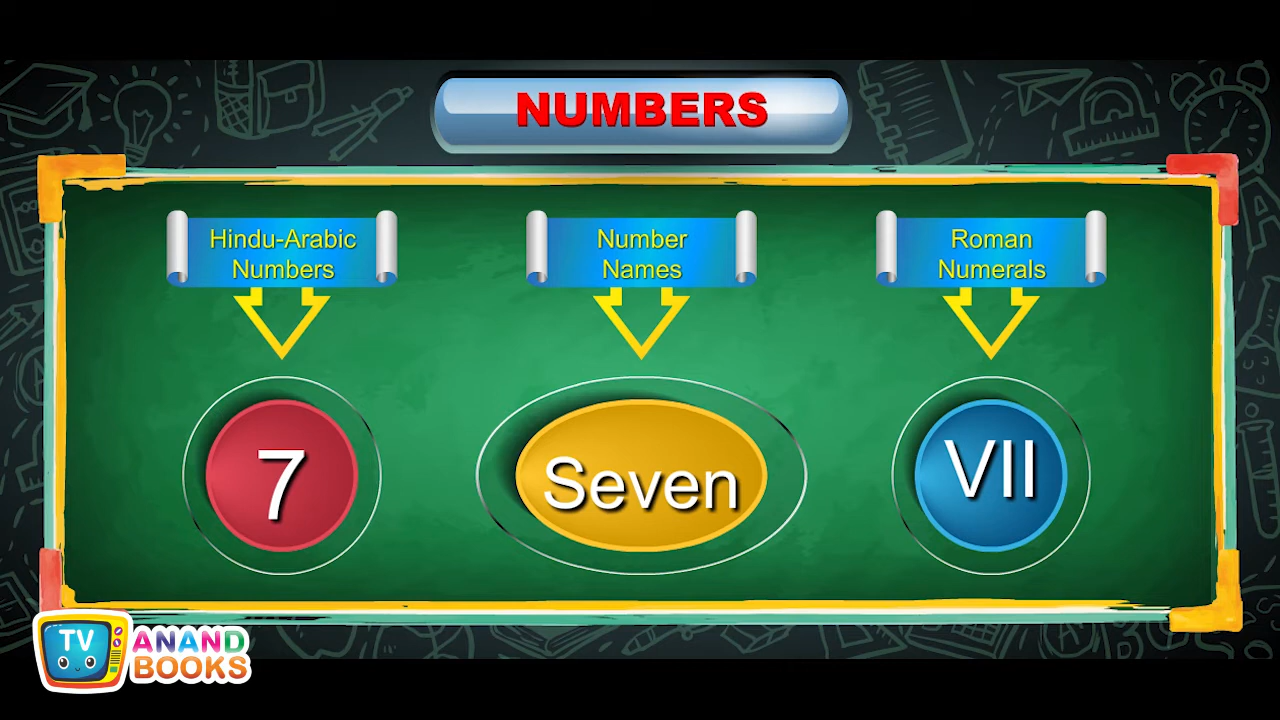 NUMBERS
Hindu-Arabic
Numbers
Number
Names
Roman
Numerals
7
Seven
VII
TV
ANAND
BOOKS